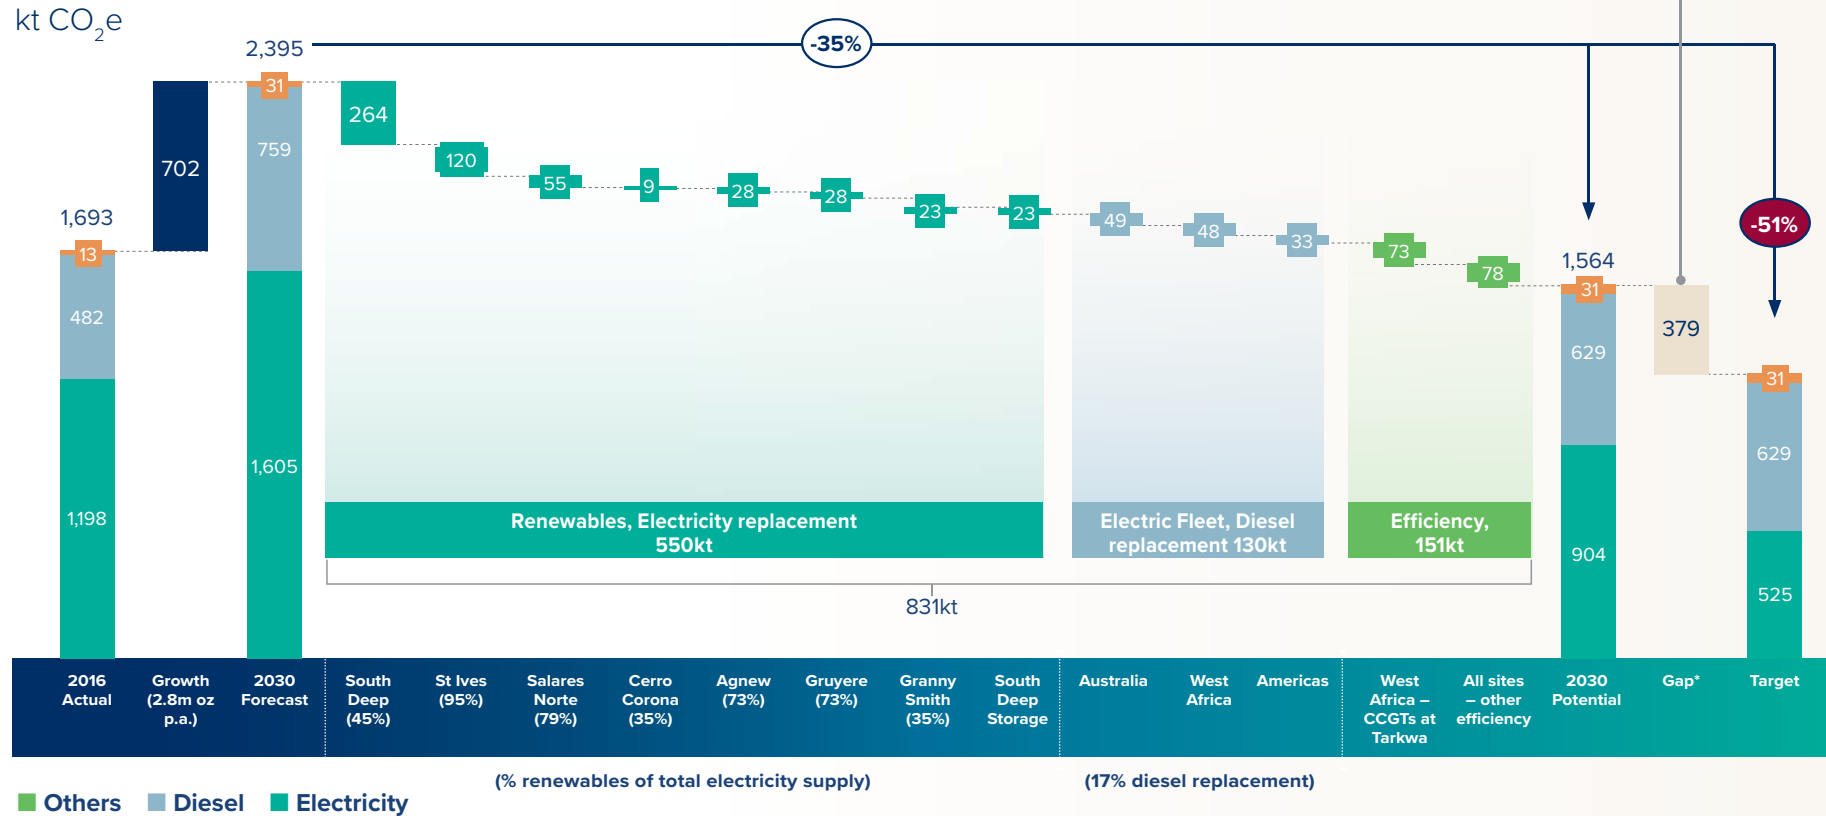 kt CO2e
2,395
-35%
31
264
759
702
120
55
9
28
28
23
23
49
48
33
73
78
1,693
13
482
1,198
1,605
-51%
1,564
31
629
904
379
31
629
525
Renewables, Electricity replacement
550kt
Electric Fleet, Diesel
replacement 130kt
Efficiency,
151kt
831kt
2016
Actual
Growth
(2.8m oz
p.a.)
2030
Forecast
South
Deep
(45%)
St Ives
(95%)
Salares
Norte
(79%)
Cerro
Corona
(35%)
Agnew
(73%)
Gruyere
(73%)
Granny
Smith
(35%)
South
Deep
Storage
Australia
West
Africa
Americas
West
Africa –
CCGTs at
Tarkwa
All sites
– other
efficiency
2030
Potential
Gap*
Target
(% renewables of total electricity supply)
(17% diesel replacement)
Others
Diesel
Electricity